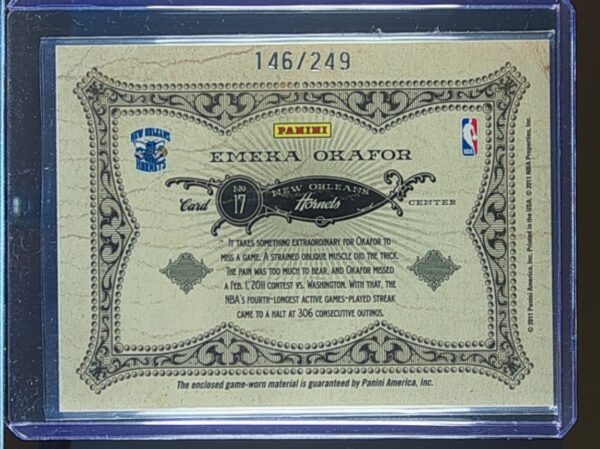 146/249
PANINI
NEW ORLEANS
HORNETS
NBA
EMEKA OKAFOR
Card No 17 NEW ORLEANS Hornets CENTER
IT TAKES SOMETHING EXTRAORDINARY FOR OKAFOR TO
MISS A GAME. A STRAINED OBLIQUE MUSCLE DID THE TRICK.
THE PAIN WAS TOO MUCH TO BEAR, AND OKAFOR MISSED
A FEB. 1, 2011 CONTEST VS. WASHINGTON. WITH THAT, THE
NBA'S FOURTH-LONGEST ACTIVE GAMES-PLAYED STREAK
CAME TO A HALT AT 306 CONSECUTIVE OUTINGS.
The enclosed game-worn material is guaranteed by Panini America, Inc.
© 2011 Panini America, Inc. Printed in the USA. © 2011 NBA Properties, Inc.